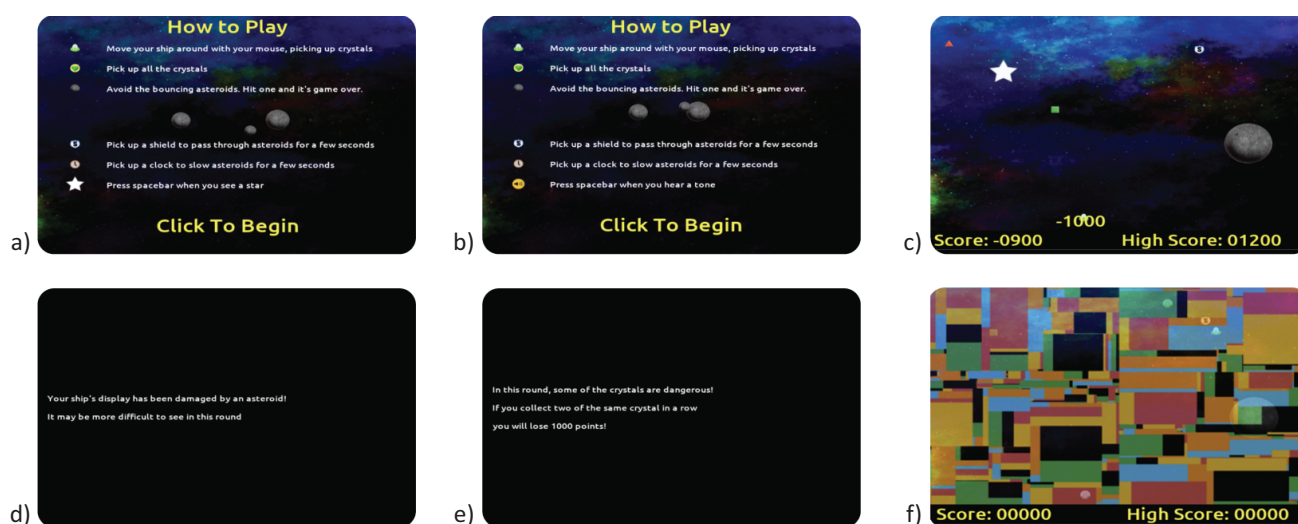 How to Play
Move your ship around with your mouse, picking up crystals
Pick up all the crystals
Avoid the bouncing asteroids. Hit one and it's game over.
Pick up a shield to pass through asteroids for a few seconds
Pick up a clock to slow asteroids for a few seconds
Press spacebar when you see a star
Click To Begin
a)
How to Play
Move your ship around with your mouse, picking up crystals
Pick up all the crystals
Avoid the bouncing asteroids. Hit one and it's game over.
Pick up a shield to pass through asteroids for a few seconds
Pick up a clock to slow asteroids for a few seconds
Press spacebar when you hear a tone
Click To Begin
b)
-1000
Score: -0900 High Score: 01200
c)
Your ship's display has been damaged by an asteroid!
It may be more difficult to see in this round
d)
In this round, some of the crystals are dangerous!
If you collect two of the same crystal in a row
you will lose 1000 points!
e)
Score: 00000 High Score: 00000
f)